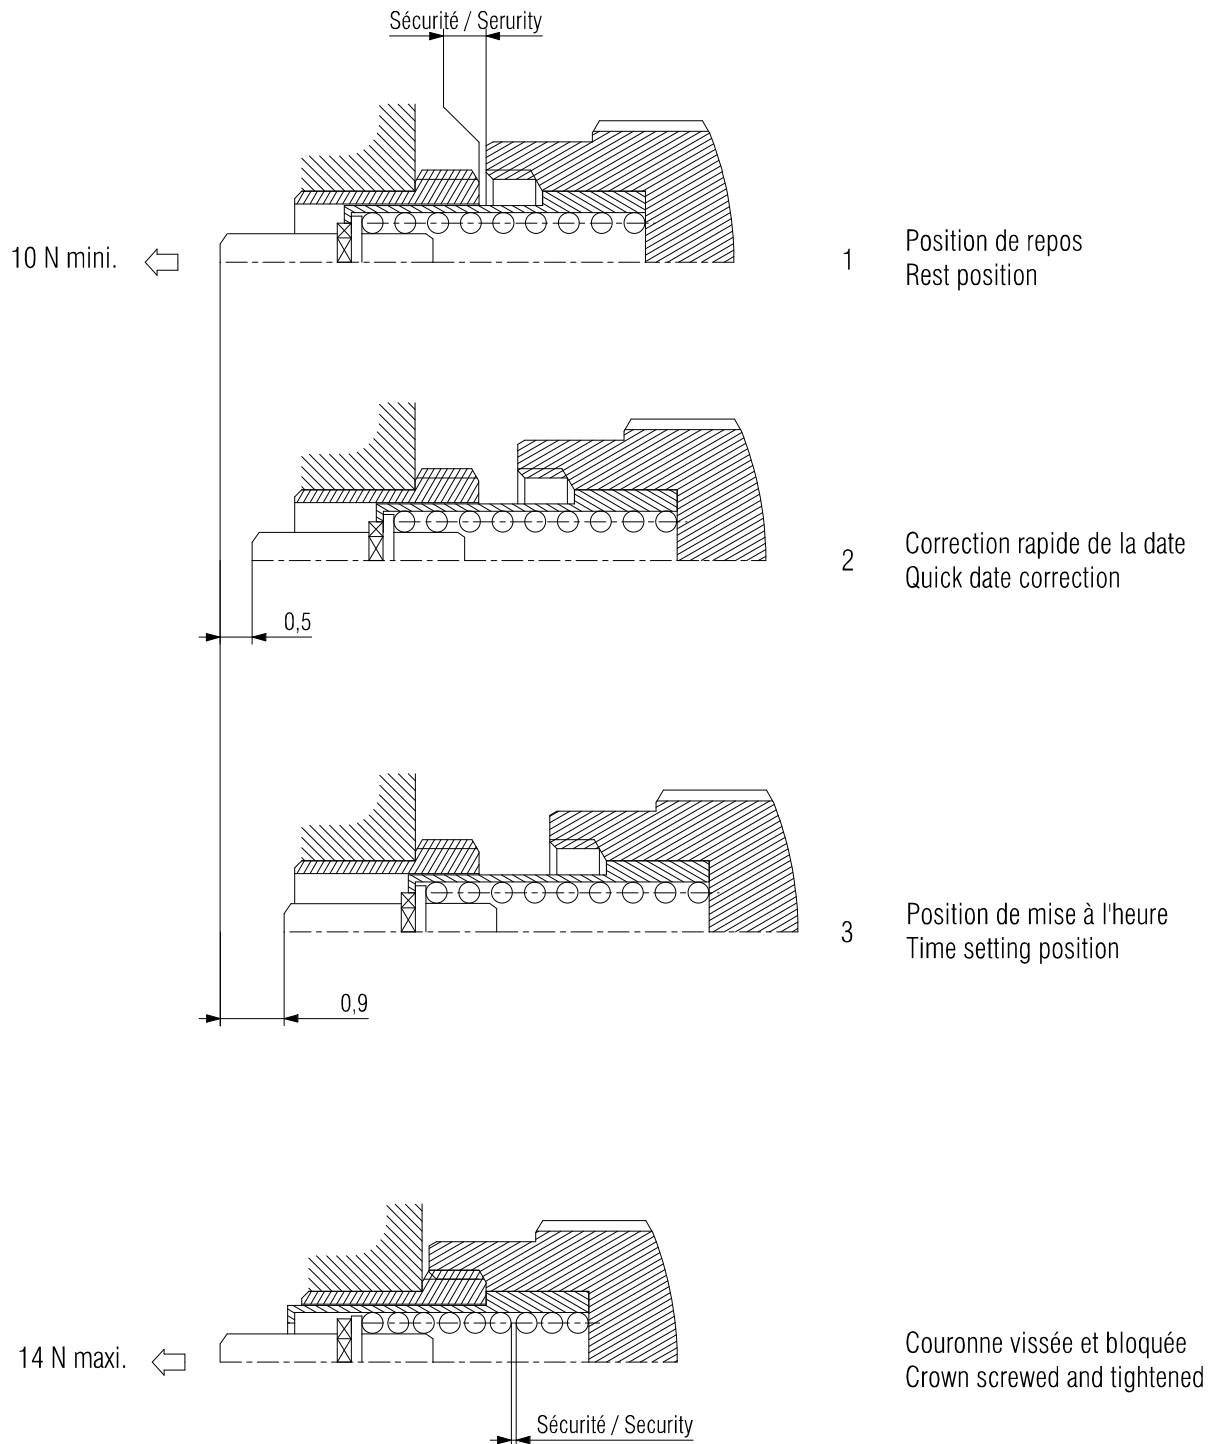 Sécurité / Serurity
10 N mini.
1
Position de repos
Rest position
2
Correction rapide de la date
Quick date correction
0,5
3
Position de mise à l'heure
Time setting position
0,9
14 N maxi.
Couronne vissée et bloquée
Crown screwed and tightened
Sécurité / Security